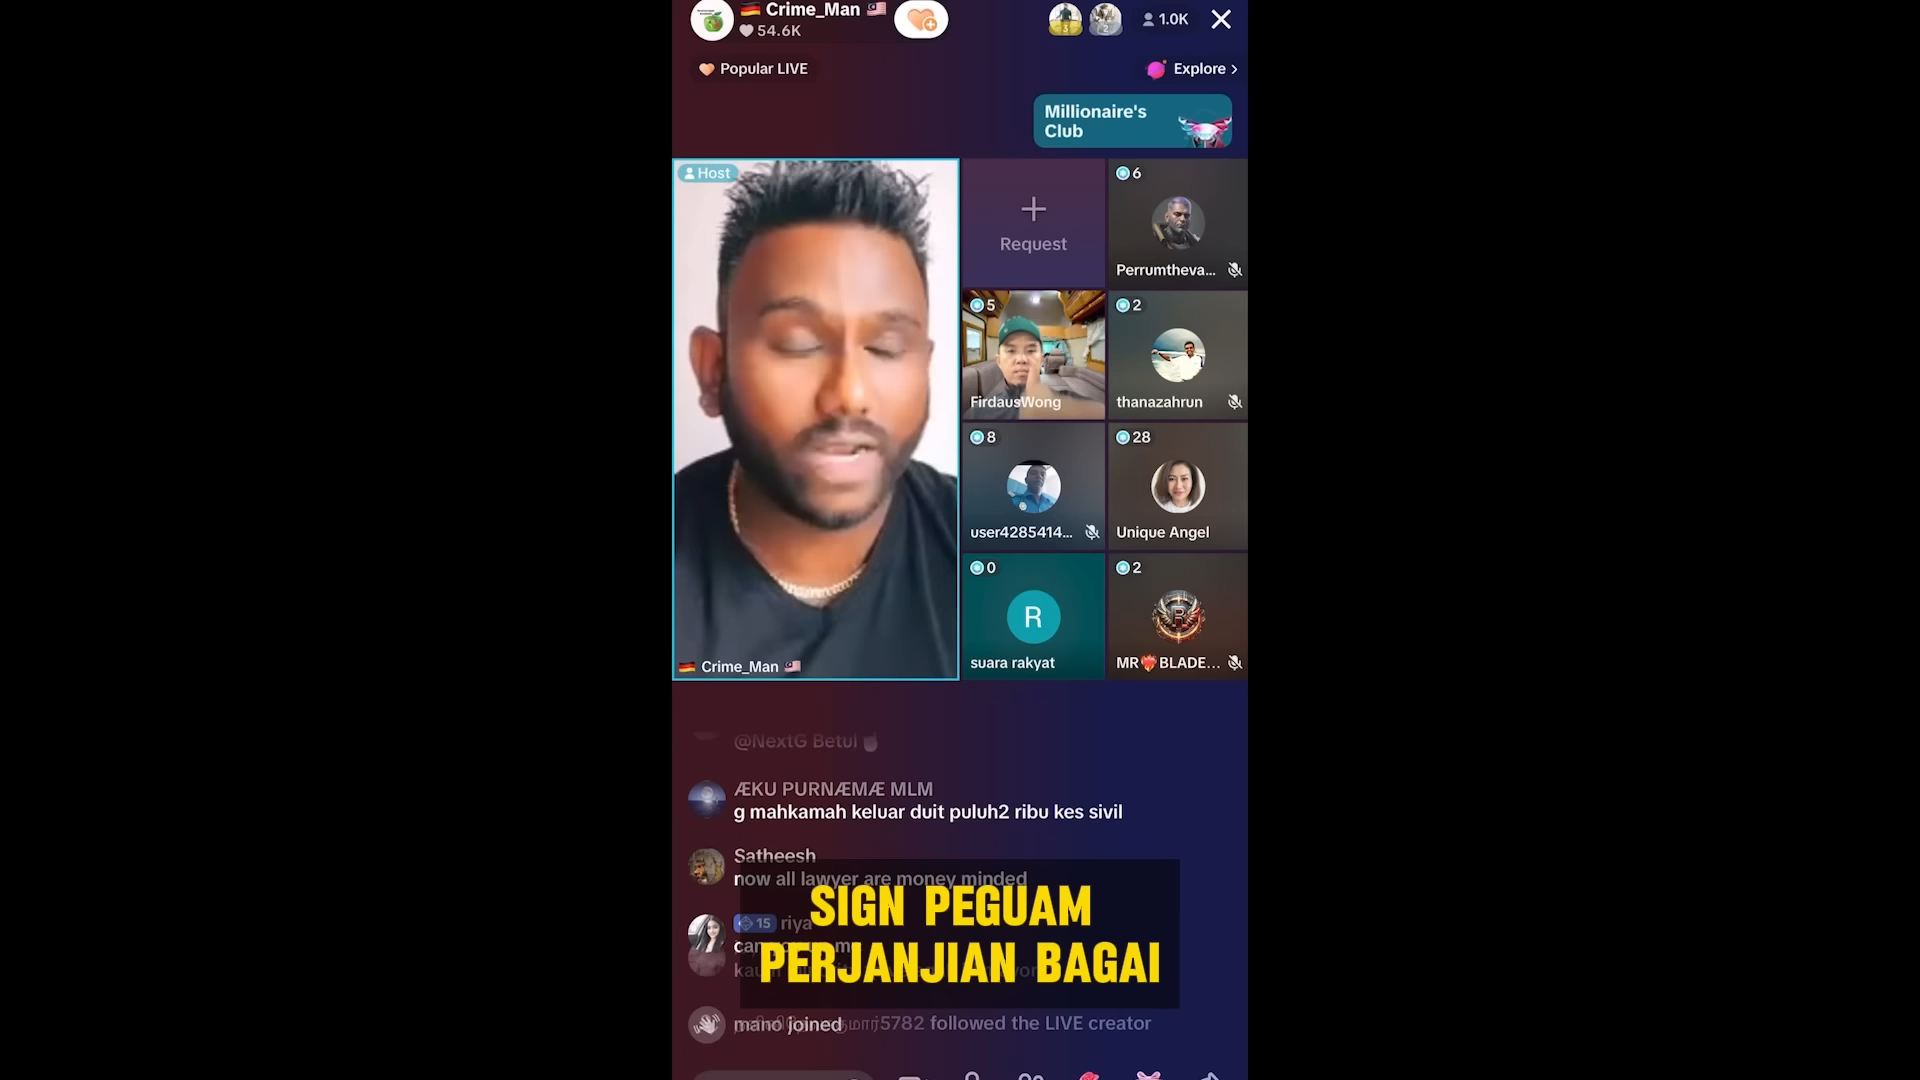 Crime_Man
54.6K
3
2
1.0K
Popular LIVE
Explore
Millionaire's
Club
Host
Request
6
Perrumtheva...
5
FirdausWong
2
thanazahrun
8
user4285414...
28
Unique Angel
0
R
suara rakyat
2
R
MR❤️BLADE...
Crime_Man
@NextG Betul
ÆKU PURNÆMÆ MLM
g mahkamah keluar duit puluh2 ribu kes sivil
Satheesh
now all lawyer are money minded
15 riya
SIGN PEGUAM
PERJANJIAN BAGAI
mano joined
5782 followed the LIVE creator